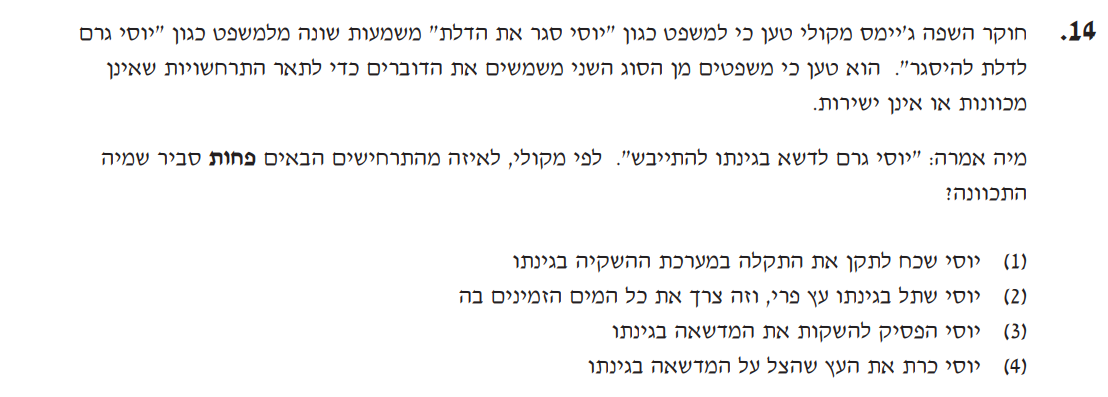 14. חוקר השפה ג'יימס מקולי טען כי למשפט כגון "יוסי סגר את הדלת" משמעות שונה מלמשפט כגון "יוסי גרם
לדלת להיסגר". הוא טען כי משפטים מן הסוג השני משמשים את הדוברים כדי לתאר התרחשויות שאינן
מכוונות או אינן ישירות.
מיה אמרה: "יוסי גרם לדשא בגינתו להתייבש". לפי מקולי, לאיזה מהתרחישים הבאים פחות סביר שמיה
התכוונה?
(1) יוסי שכח לתקן את התקלה במערכת ההשקיה בגינתו
(2) יוסי שתל בגינתו עץ פרי, וזה צרך את כל המים הזמינים בה
(3) יוסי הפסיק להשקות את המדשאה בגינתו
(4) יוסי כרת את העץ שהצל על המדשאה בגינתו